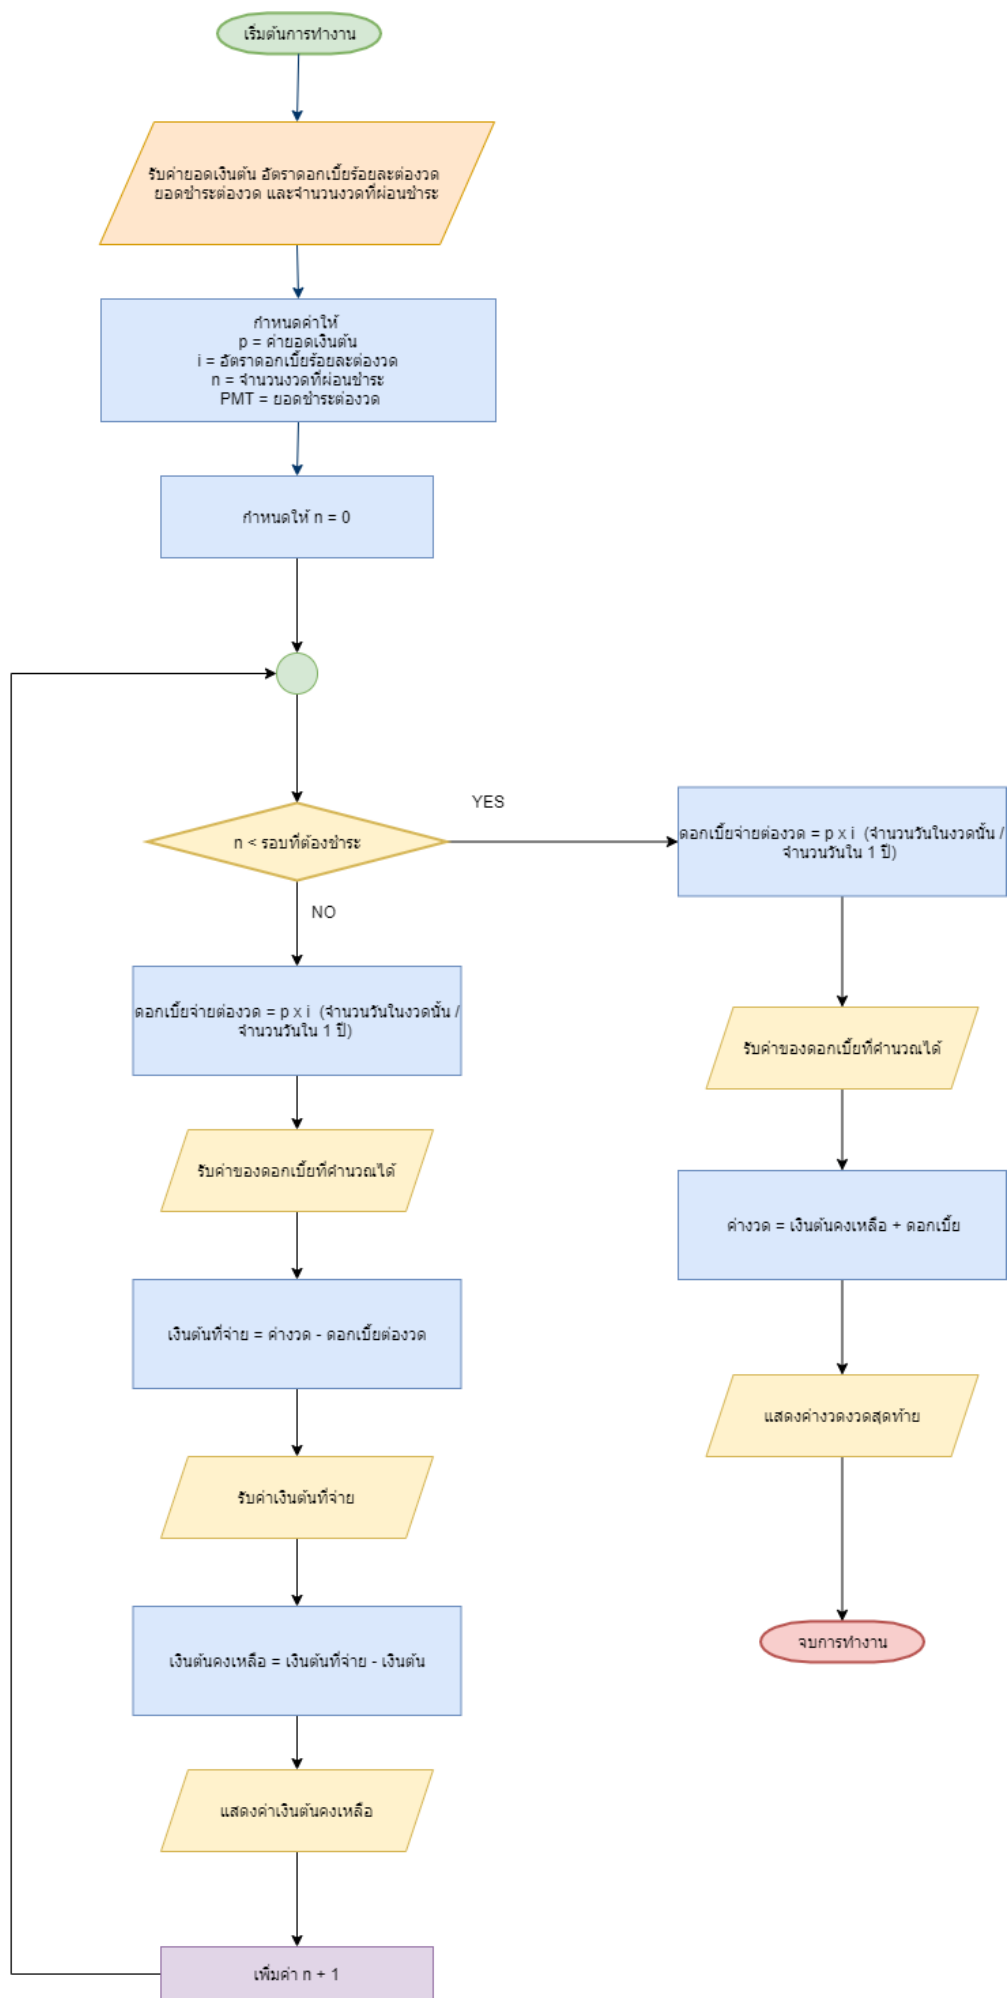 เริ่มต้นการทำงาน
รับค่ายอดเงินต้น อัตราดอกเบี้ยร้อยละต่องวด
ยอดชำระต่องวด และจำนวนงวดที่ผ่อนชำระ
กำหนดค่าให้
p = ค่ายอดเงินต้น
i = อัตราดอกเบี้ยร้อยละต่องวด
n = จำนวนงวดที่ผ่อนชำระ
PMT = ยอดชำระต่องวด
กำหนดให้ n = 0
n < รอบที่ต้องชำระ
YES
NO
ดอกเบี้ยจ่ายต่องวด = p x i (จำนวนวันในงวดนั้น /
จำนวนวันใน 1 ปี)
รับค่าของดอกเบี้ยที่คำนวณได้
เงินต้นที่จ่าย = ค่างวด - ดอกเบี้ยต่องวด
รับค่าเงินต้นที่จ่าย
เงินต้นคงเหลือ = เงินต้นที่จ่าย - เงินต้น
แสดงค่าเงินต้นคงเหลือ
เพิ่มค่า n + 1
ดอกเบี้ยจ่ายต่องวด = p x i (จำนวนวันในงวดนั้น /
จำนวนวันใน 1 ปี)
รับค่าของดอกเบี้ยที่คำนวณได้
ค่างวด = เงินต้นคงเหลือ + ดอกเบี้ย
แสดงค่างวดงวดสุดท้าย
จบการทำงาน